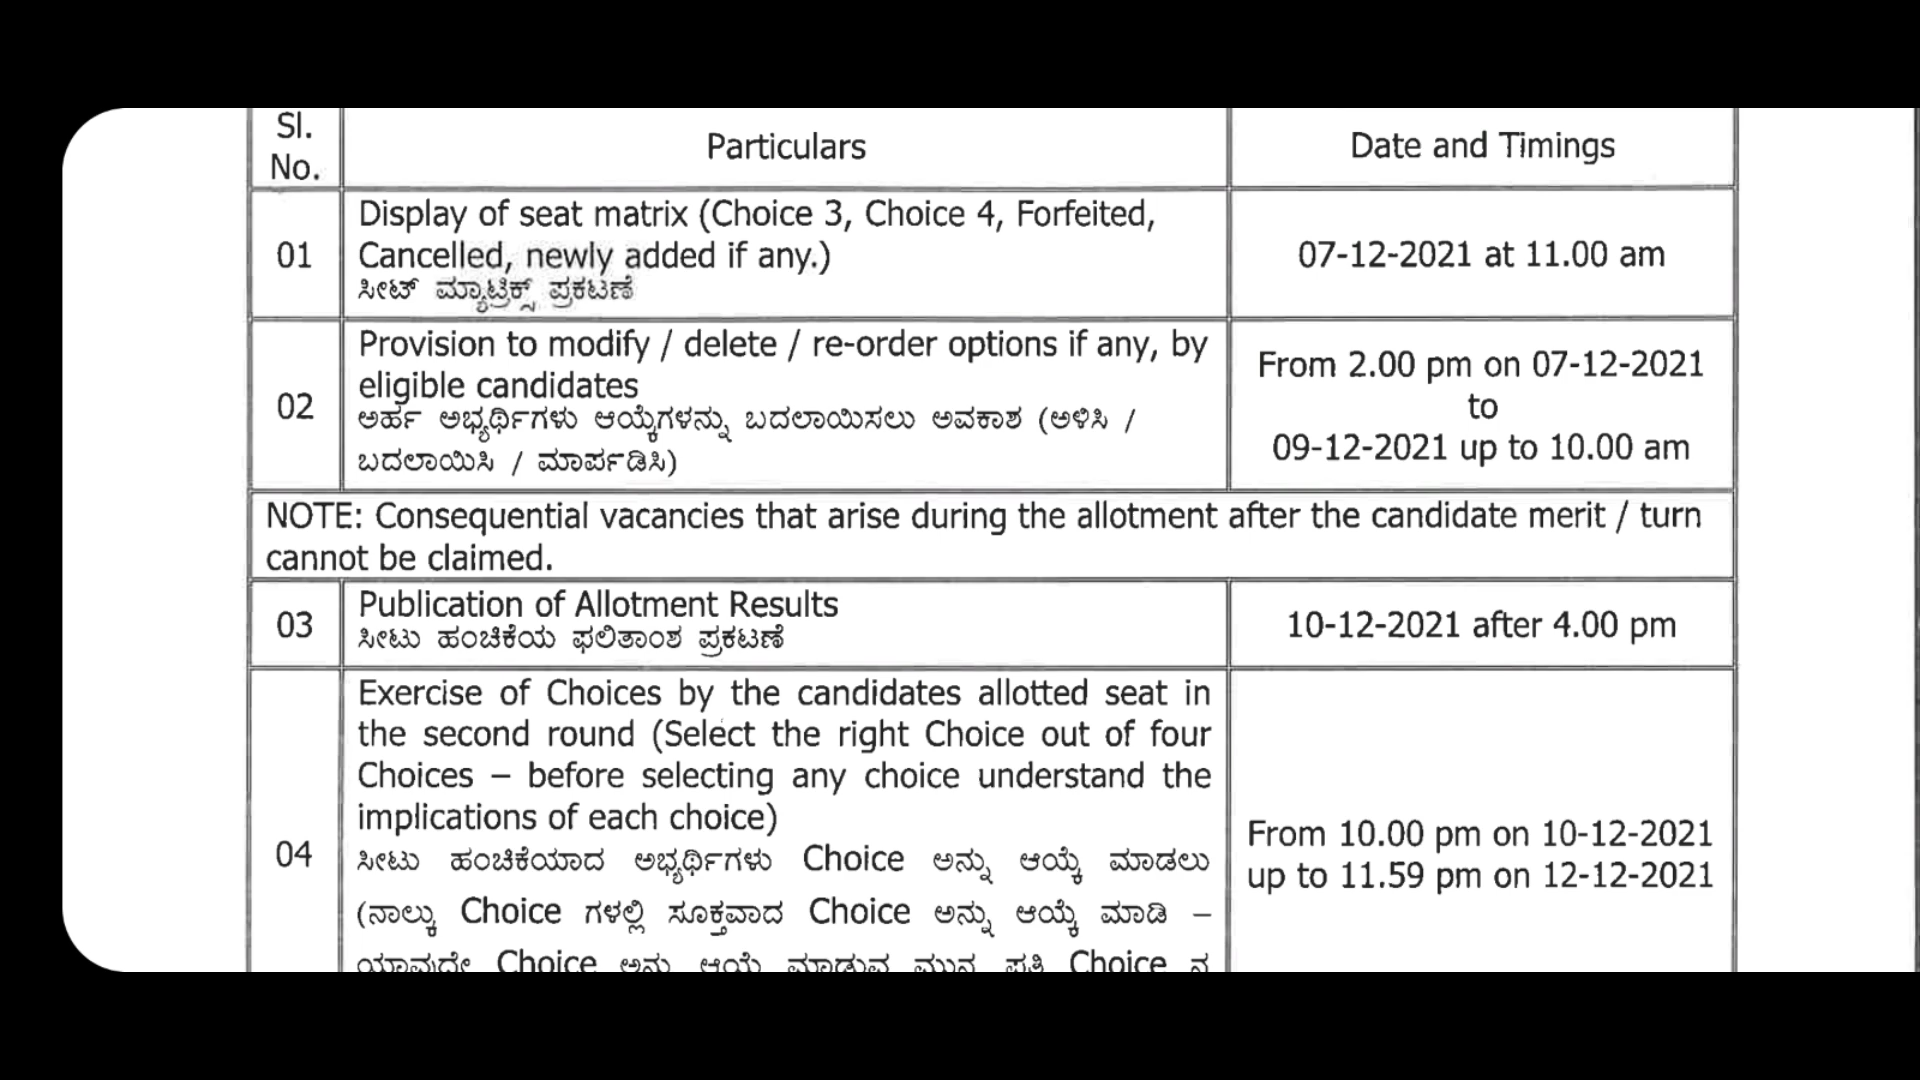 Sl.
No.
Particulars
Date and Timings
01
Display of seat matrix (Choice 3, Choice 4, Forfeited,
Cancelled, newly added if any.)
ಸೀಟ್ ಮ್ಯಾಟ್ರಿಕ್ಸ್ ಪ್ರಕಟಣೆ
07-12-2021 at 11.00 am
02
Provision to modify / delete / re-order options if any, by
eligible candidates
ಅರ್ಹ ಅಭ್ಯರ್ಥಿಗಳು ಆಯ್ಕೆಗಳನ್ನು ಬದಲಾಯಿಸಲು ಅವಕಾಶ (ಅಳಿಸಿ /
ಬದಲಾಯಿಸಿ / ಮಾರ್ಪಡಿಸಿ)
From 2.00 pm on 07-12-2021
to
09-12-2021 up to 10.00 am
NOTE: Consequential vacancies that arise during the allotment after the candidate merit / turn
cannot be claimed.
03
Publication of Allotment Results
ಸೀಟು ಹಂಚಿಕೆಯ ಫಲಿತಾಂಶ ಪ್ರಕಟಣೆ
10-12-2021 after 4.00 pm
04
Exercise of Choices by the candidates allotted seat in
the second round (Select the right Choice out of four
Choices – before selecting any choice understand the
implications of each choice)
ಸೀಟು ಹಂಚಿಕೆಯಾದ ಅಭ್ಯರ್ಥಿಗಳು Choice ಅನ್ನು ಆಯ್ಕೆ ಮಾಡಲು
(ನಾಲ್ಕು Choice ಗಳಲ್ಲಿ ಸೂಕ್ತವಾದ Choice ಅನ್ನು ಆಯ್ಕೆ ಮಾಡಿ –
ಯಾವುದೇ Choice ಅನ್ನು ಆಯ್ಕೆ ಮಾಡುವ ಮುನ್ನ ಪ್ರತಿ Choice ನ
From 10.00 pm on 10-12-2021
up to 11.59 pm on 12-12-2021